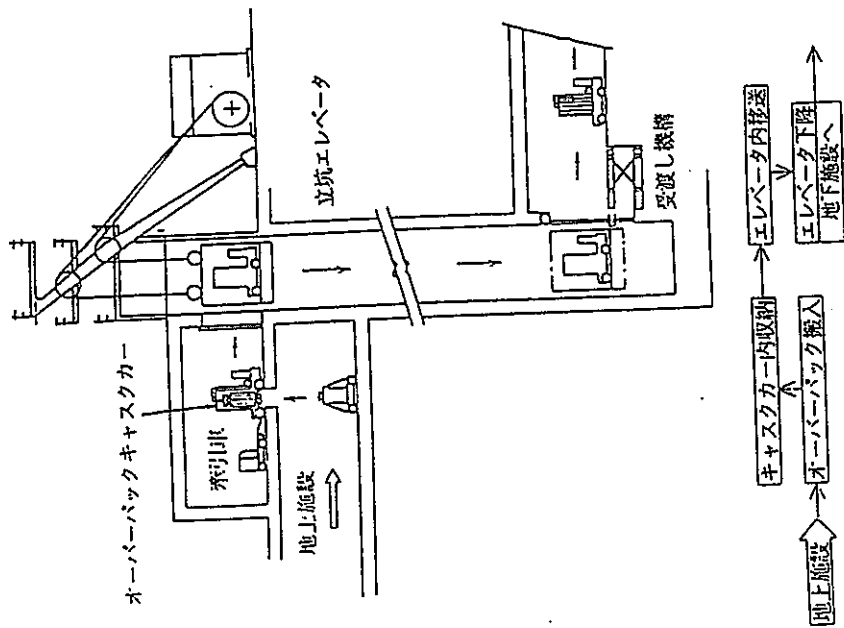 オーバーパックキャスクカー
牽引車
地上施設
立坑エレベータ
受渡し機構
地上施設
オーバーパック搬入
キャスクカー内収納
エレベータ内移送
エレベータ下降
地下施設へ